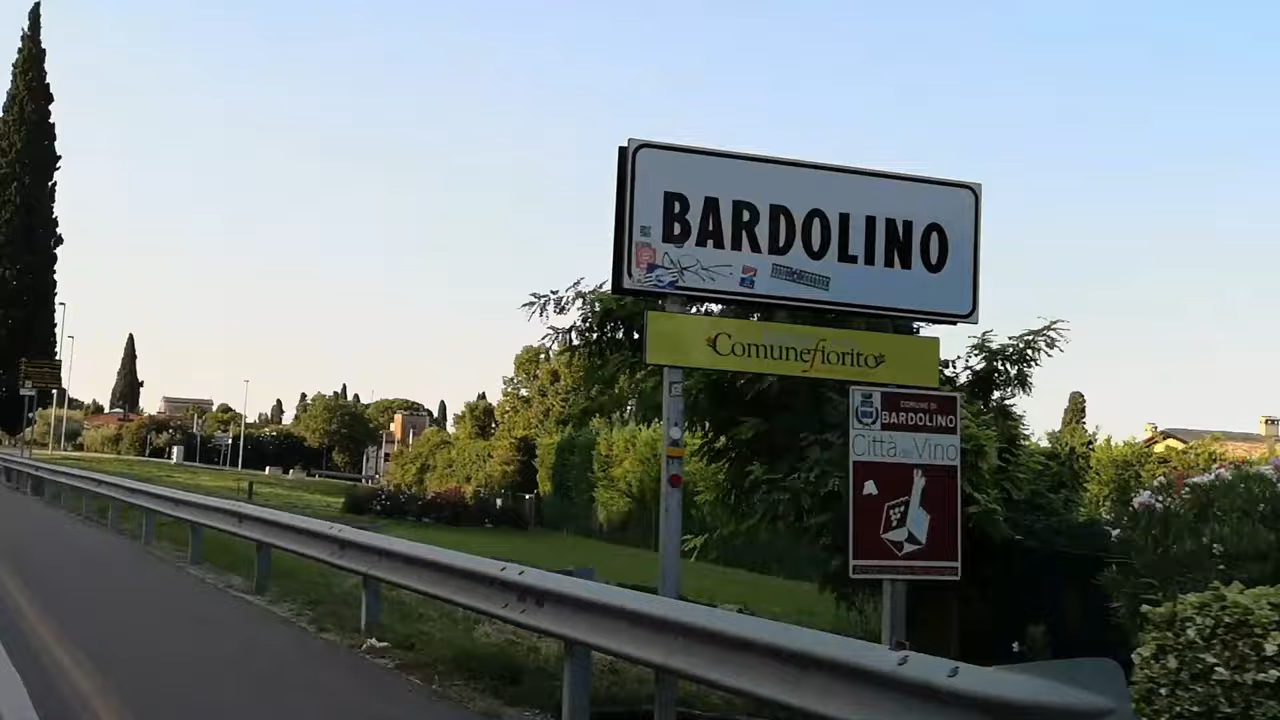 BARDOLINO
Comunefiorito
COMUNE DI
BARDOLINO
Città del Vino